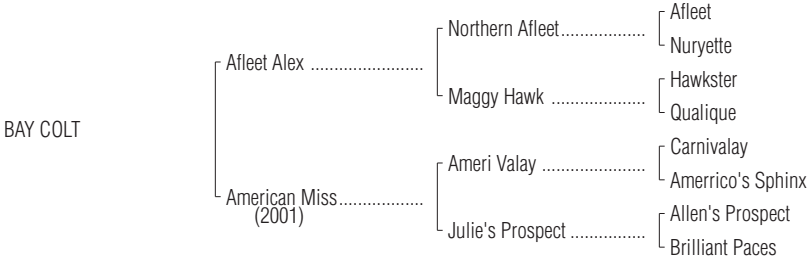 Afleet
Northern Afleet...................
Nuryette
Afleet Alex ........................
Hawkster
Maggy Hawk ....................
Qualique
BAY COLT
Carnivalay
Ameri Valay ......................
Amerrico's Sphinx
American Miss..................
(2001)
Allen's Prospect
Julie's Prospect ................
Brilliant Paces